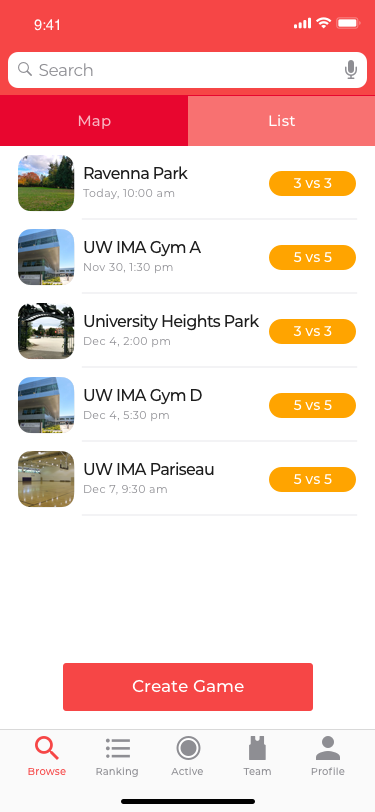 9:41
Search
Map
List
Ravenna Park
Today, 10:00 am
3 vs 3
UW IMA Gym A
Nov 30, 1:30 pm
5 vs 5
University Heights Park
Dec 4, 2:00 pm
3 vs 3
UW IMA Gym D
Dec 4, 5:30 pm
5 vs 5
UW IMA Pariseau
Dec 7, 9:30 am
5 vs 5
Create Game
Browse
Ranking
Active
Team
Profile